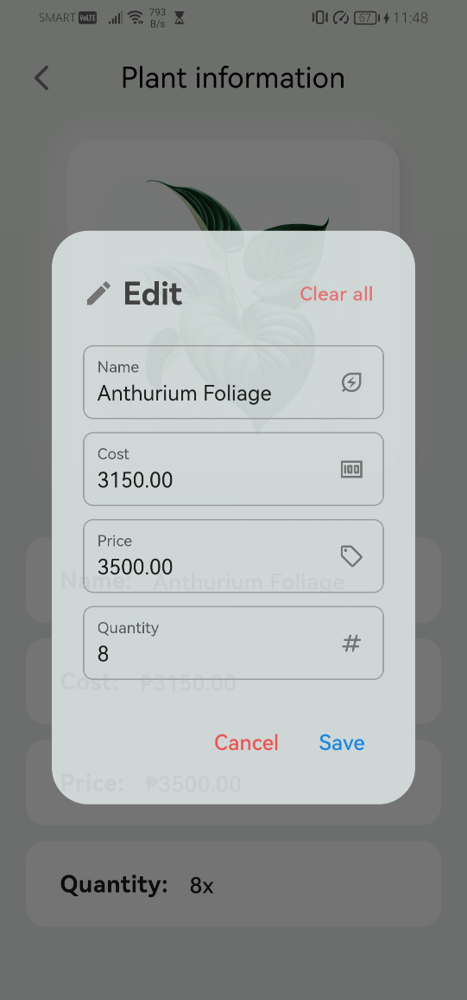 SMART VoLTE 793 B/s 67 11:48
Plant information
Edit
Clear all
Name
Anthurium Foliage
Cost
3150.00
100
Price
3500.00
Name: Anthurium Foliage
Quantity
8
#
Cost: ₱3150.00
Cancel
Save
Price: ₱3500.00
Quantity: 8x